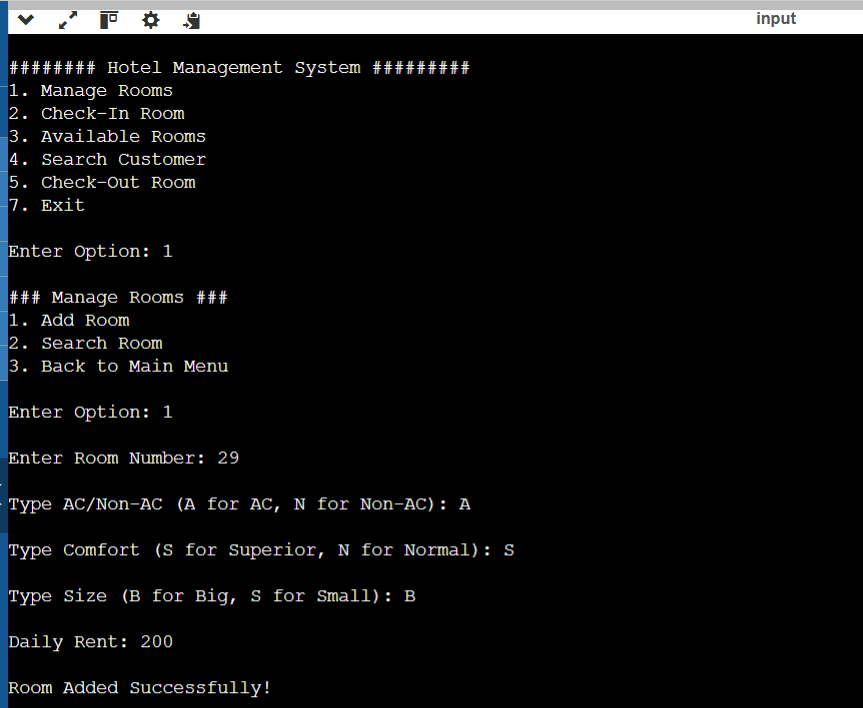 input
######## Hotel Management System #########
1. Manage Rooms
2. Check-In Room
3. Available Rooms
4. Search Customer
5. Check-Out Room
7. Exit
Enter Option: 1
### Manage Rooms ###
1. Add Room
2. Search Room
3. Back to Main Menu
Enter Option: 1
Enter Room Number: 29
Type AC/Non-AC (A for AC, N for Non-AC): A
Type Comfort (S for Superior, N for Normal): S
Type Size (B for Big, S for Small): B
Daily Rent: 200
Room Added Successfully!